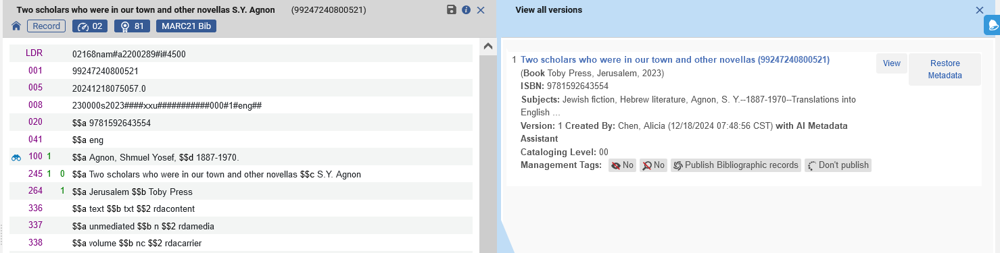 Two scholars who were in our town and other novellas S.Y. Agnon (99247240800521)
Record 02 81 MARC21 Bib
LDR 02168nam#a2200289#i#4500
001 99247240800521
005 20241218075057.0
008 230000s2023####xxu###########000#1#eng##
020 $$a 9781592643554
041 $$a eng
100 1 $$a Agnon, Shmuel Yosef, $$d 1887-1970.
245 1 0 $$a Two scholars who were in our town and other novellas $$c S.Y. Agnon
264 1 $$a Jerusalem $$b Toby Press
336 $$a text $$b txt $$2 rdacontent
337 $$a unmediated $$b n $$2 rdamedia
338 $$a volume $$b nc $$2 rdacarrier
View all versions
1 Two scholars who were in our town and other novellas (99247240800521)
(Book Toby Press, Jerusalem, 2023)
ISBN: 9781592643554
Subjects: Jewish fiction, Hebrew literature, Agnon, S. Y.--1887-1970--Translations into
English ...
Version: 1 Created By: Chen, Alicia (12/18/2024 07:48:56 CST) with AI Metadata
Assistant
Cataloging Level: 00
Management Tags: No No Publish Bibliographic records Don't publish
View
Restore
Metadata